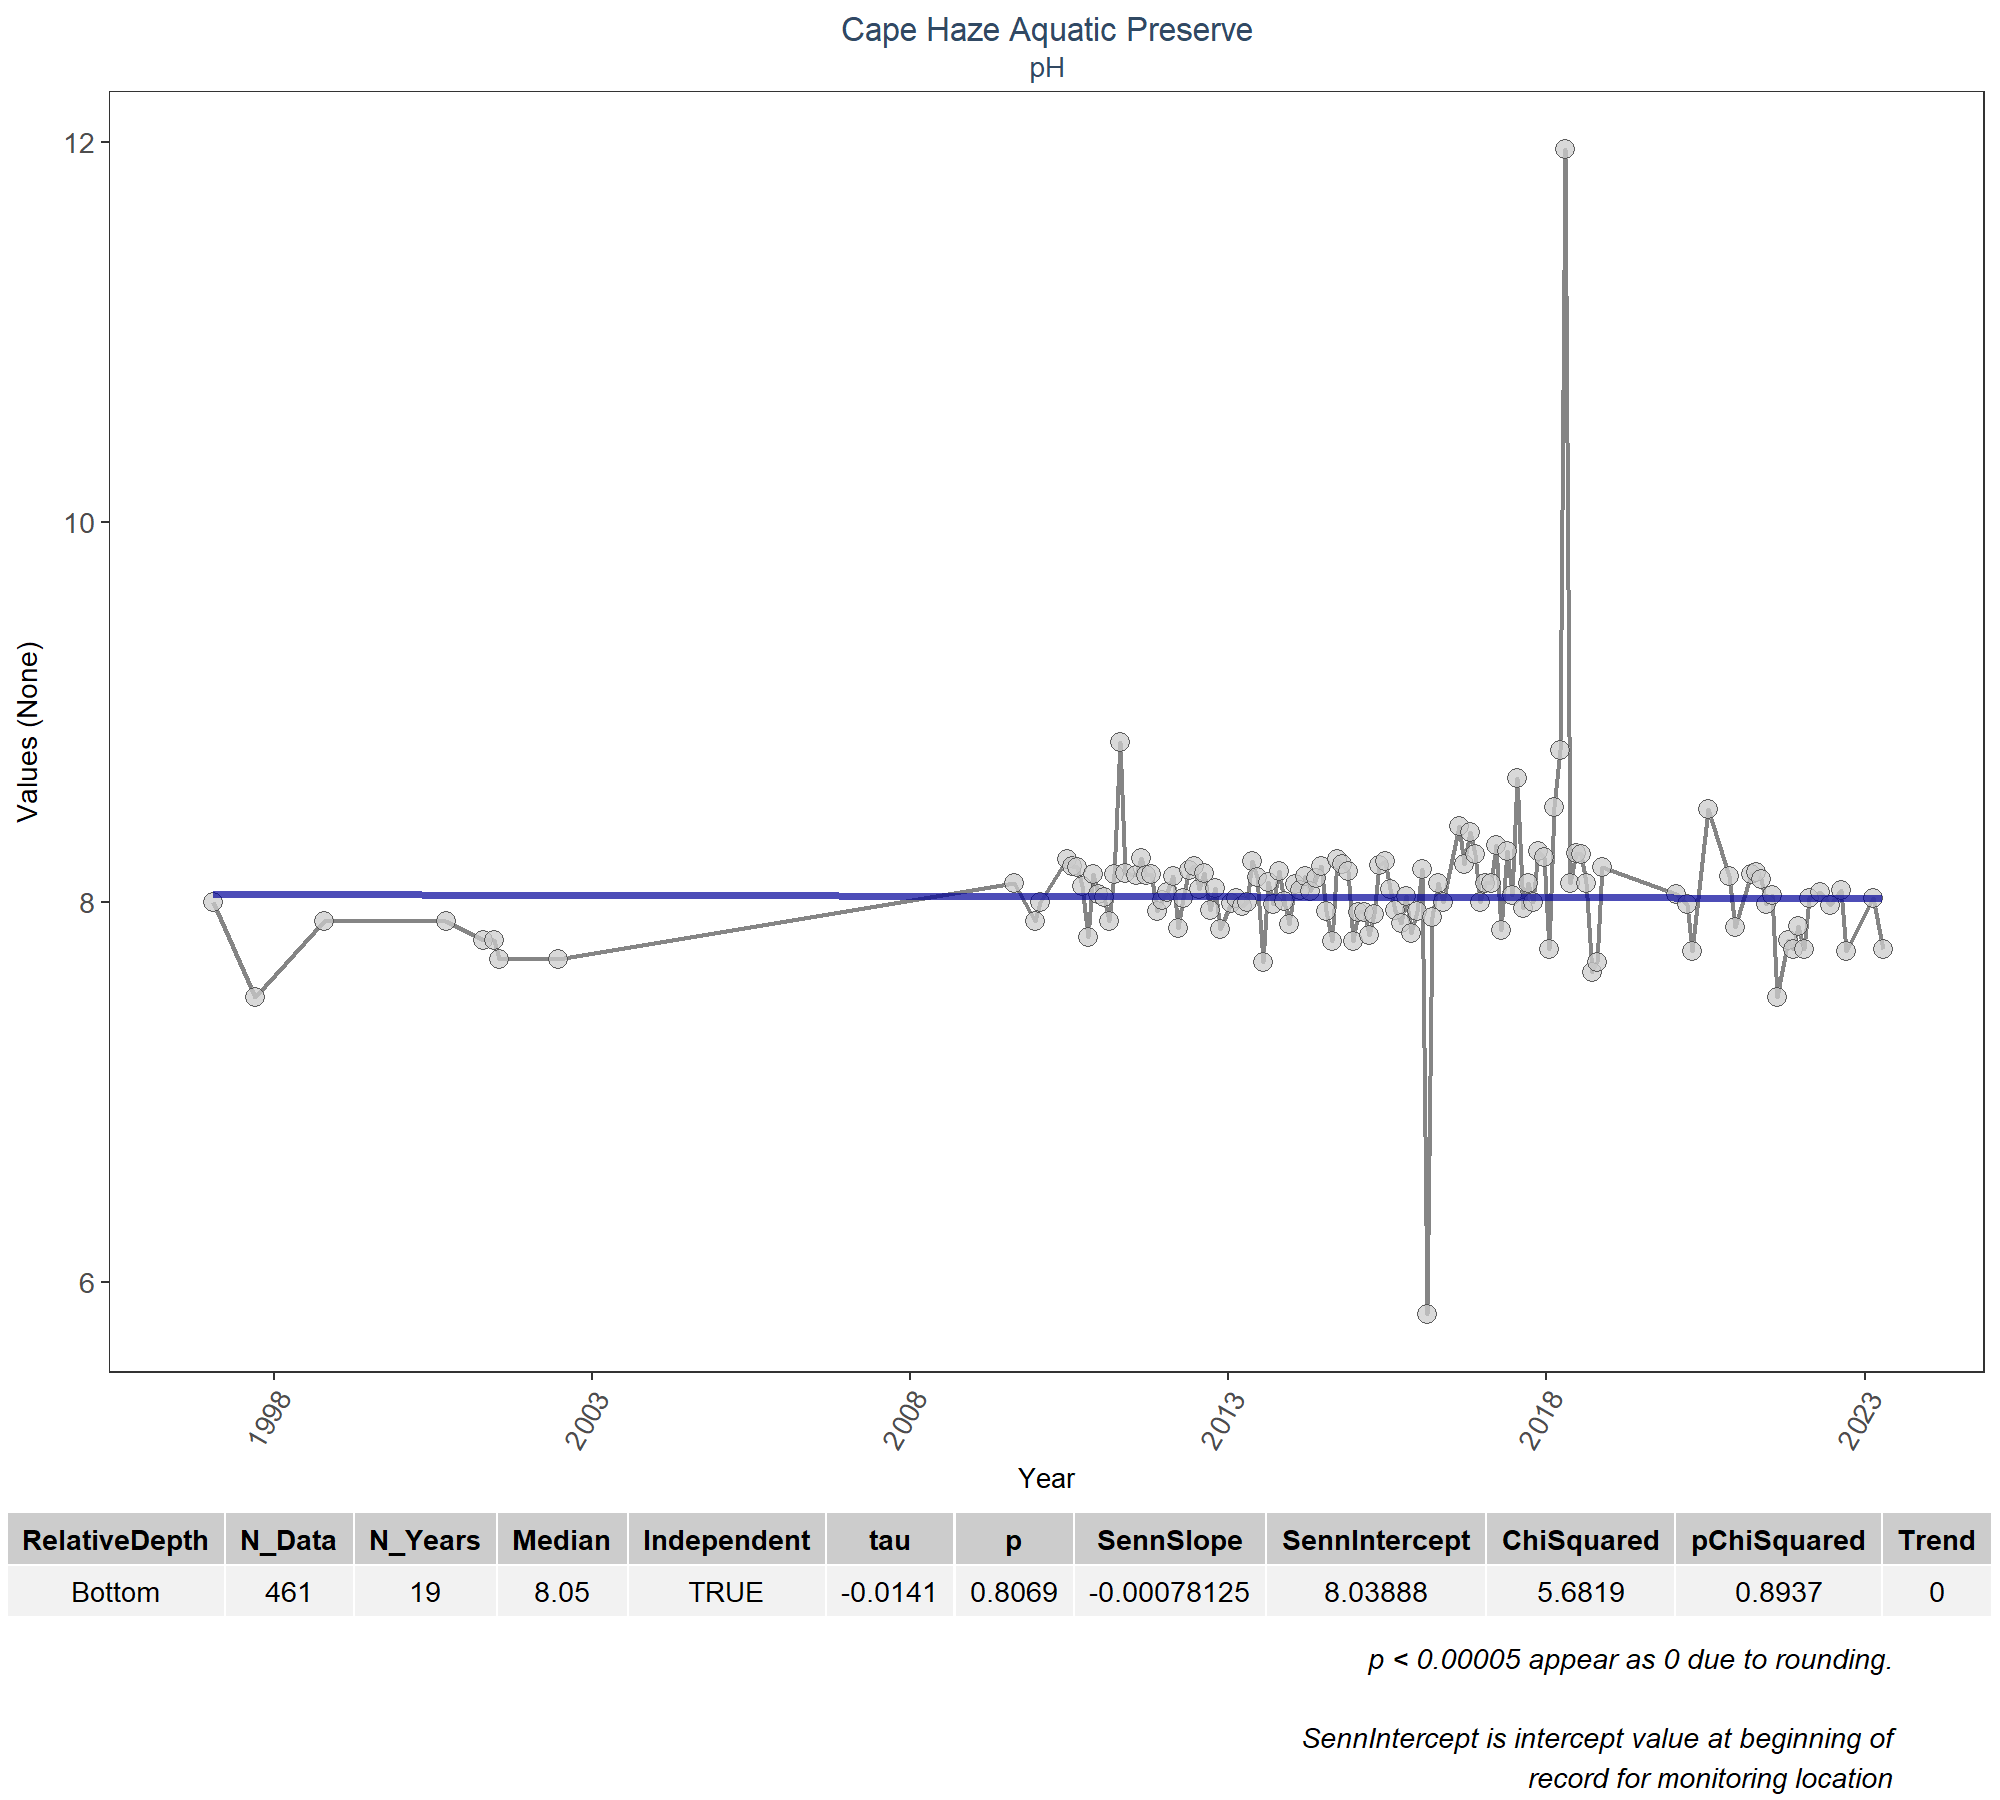 Cape Haze Aquatic Preserve
pH
12
10
8
6
Values (None)
1998
2003
2008
2013
2018
2023
Year
RelativeDepth N_Data N_Years Median Independent tau p SennSlope SennIntercept ChiSquared pChiSquared Trend
Bottom 461 19 8.05 TRUE -0.0141 0.8069 -0.00078125 8.03888 5.6819 0.8937 0
p < 0.00005 appear as 0 due to rounding.
SennIntercept is intercept value at beginning of
record for monitoring location